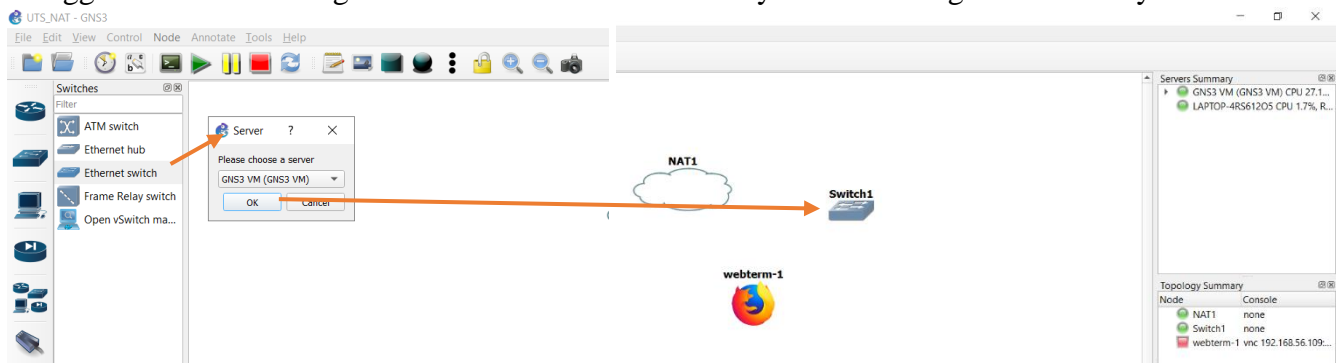 UTS_NAT - GNS3
File Edit View Control Node Annotate Tools Help
Switches
Filter
ATM switch
Ethernet hub
Ethernet switch
Frame Relay switch
Open vSwitch ma...
Server ? ×
Please choose a server
GNS3 VM (GNS3 VM)
OK Cancel
NAT1
Switch1
webterm-1
Servers Summary
GNS3 VM (GNS3 VM) CPU 27.1...
LAPTOP-4RS612O5 CPU 1.7%, R...
Topology Summary
Node Console
NAT1 none
Switch1 none
webterm-1 vnc 192.168.56.109:...